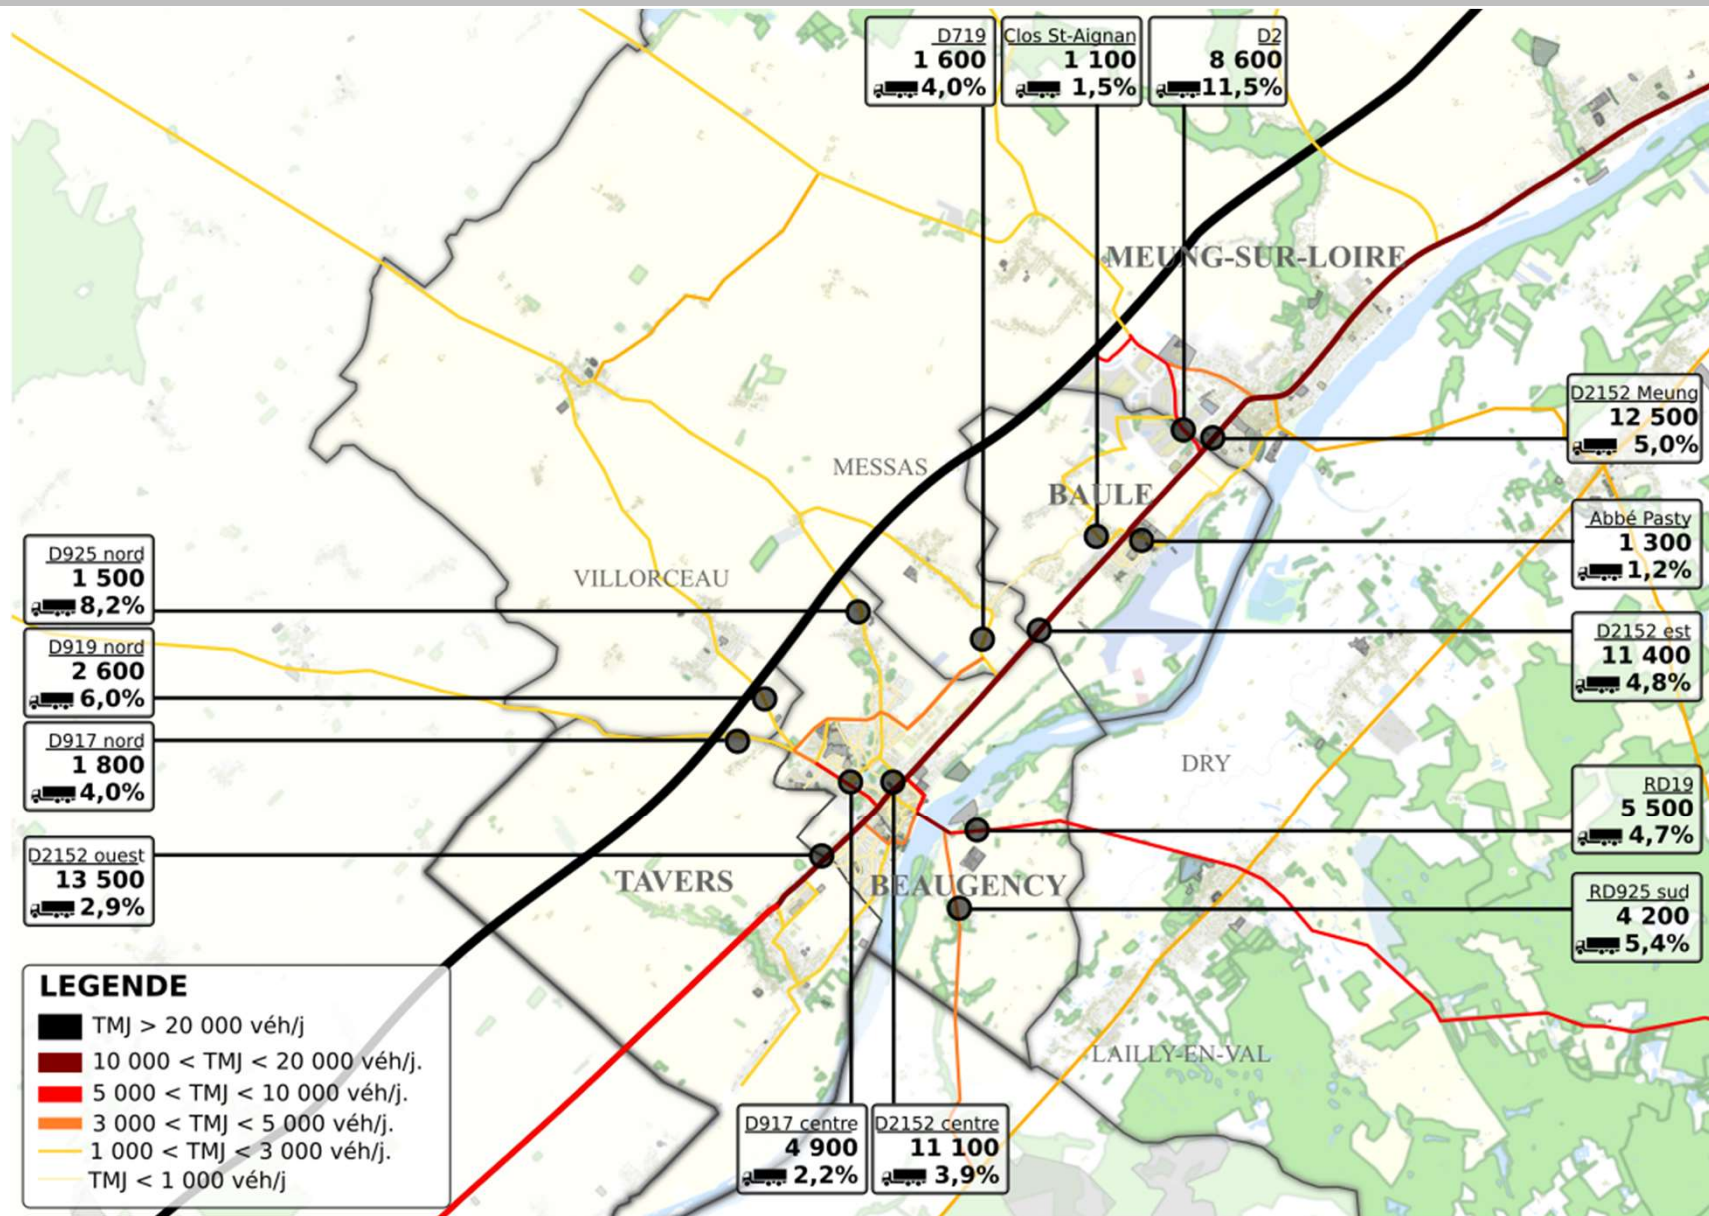 D719
1 600
4,0%
Clos St-Aignan
1 100
1,5%
D2
8 600
11,5%
MEUNG-SUR-LOIRE
D2152 Meung
12 500
5,0%
MESSAS
BAULE
Abbé Pasty
1 300
1,2%
D925 nord
1 500
8,2%
VILLORCEAU
D2152 est
11 400
4,8%
D919 nord
2 600
6,0%
D917 nord
1 800
4,0%
DRY
RD19
5 500
4,7%
D2152 ouest
13 500
2,9%
TAVERS
BEAUGENCY
RD925 sud
4 200
5,4%
LEGENDE
TMJ > 20 000 véh/j
10 000 < TMJ < 20 000 véh/j.
5 000 < TMJ < 10 000 véh/j.
3 000 < TMJ < 5 000 véh/j.
1 000 < TMJ < 3 000 véh/j.
TMJ < 1 000 véh/j
LAILLY-EN-VAL
D917 centre
4 900
2,2%
D2152 centre
11 100
3,9%